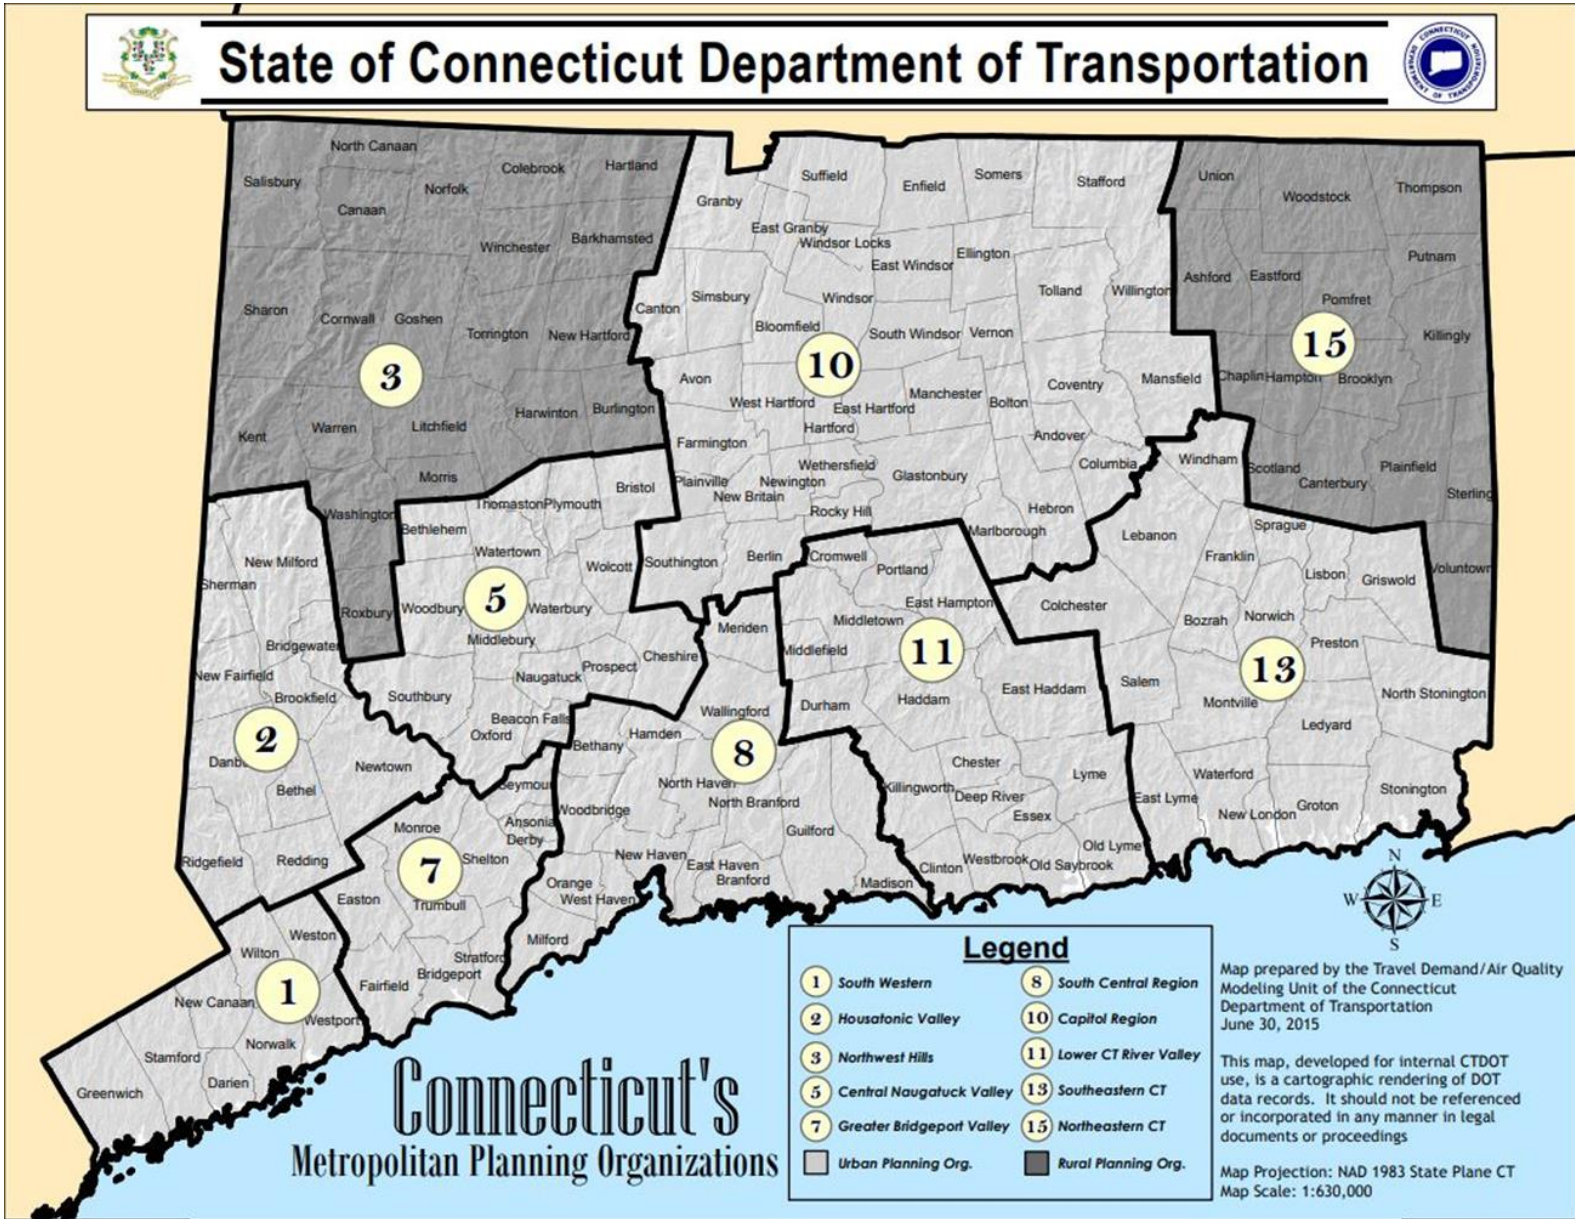 State of Connecticut Department of Transportation
CONNECTICUT
DEPARTMENT OF TRANSPORTATION
North Canaan
Colebrook
Hartland
Salisbury
Norfolk
Canaan
Winchester
Barkhamsted
Sharon
Cornwall
Goshen
Torrington
New Hartford
3
Kent
Warren
Litchfield
Harwinton
Burlington
Morris
Washington
Roxbury
Suffield
Enfield
Somers
Stafford
Granby
East Granby
Windsor Locks
East Windsor
Ellington
Canton
Simsbury
Windsor
Tolland
Willington
Bloomfield
South Windsor
Vernon
10
Avon
West Hartford
East Hartford
Manchester
Bolton
Coventry
Mansfield
Hartford
Andover
Farmington
Wethersfield
Glastonbury
Columbia
Plainville
Newington
New Britain
Rocky Hill
Hebron
Marlborough
Southington
Berlin
Union
Woodstock
Thompson
Putnam
Ashford
Eastford
Pomfret
Killingly
15
Chaplin
Hampton
Brooklyn
Scotland
Canterbury
Plainfield
Sterling
Voluntown
New Milford
Sherman
Bridgewater
New Fairfield
Brookfield
2
Newtown
Bethel
Ridgefield
Redding
Bristol
Thomaston
Plymouth
Bethlehem
Watertown
Wolcott
Woodbury
5
Waterbury
Middlebury
Cheshire
Prospect
Naugatuck
Southbury
Beacon Falls
Oxford
Cromwell
Portland
East Hampton
Middletown
Middlefield
11
Durham
Haddam
East Haddam
Chester
Lyme
Killingworth
Deep River
Essex
Old Lyme
Clinton
Westbrook
Old Saybrook
Windham
Lebanon
Sprague
Franklin
Lisbon
Griswold
Colchester
Bozrah
Norwich
Preston
13
Salem
Montville
North Stonington
Ledyard
Waterford
East Lyme
New London
Groton
Stonington
Meriden
Wallingford
Hamden
Bethany
8
North Haven
Woodbridge
North Branford
Guilford
New Haven
East Haven
Branford
Madison
Orange
West Haven
Milford
Seymour
Monroe
Ansonia
Derby
Shelton
7
Easton
Trumbull
Stratford
Bridgeport
Fairfield
Weston
Wilton
1
New Canaan
Westport
Norwalk
Stamford
Darien
Greenwich
Connecticut's
Metropolitan Planning Organizations
Legend
1 South Western
2 Housatonic Valley
3 Northwest Hills
5 Central Naugatuck Valley
7 Greater Bridgeport Valley
Urban Planning Org.
8 South Central Region
10 Capitol Region
11 Lower CT River Valley
13 Southeastern CT
15 Northeastern CT
Rural Planning Org.
N
W
E
S
Map prepared by the Travel Demand/Air Quality
Modeling Unit of the Connecticut
Department of Transportation
June 30, 2015
This map, developed for internal CTDOT
use, is a cartographic rendering of DOT
data records. It should not be referenced
or incorporated in any manner in legal
documents or proceedings
Map Projection: NAD 1983 State Plane CT
Map Scale: 1:630,000